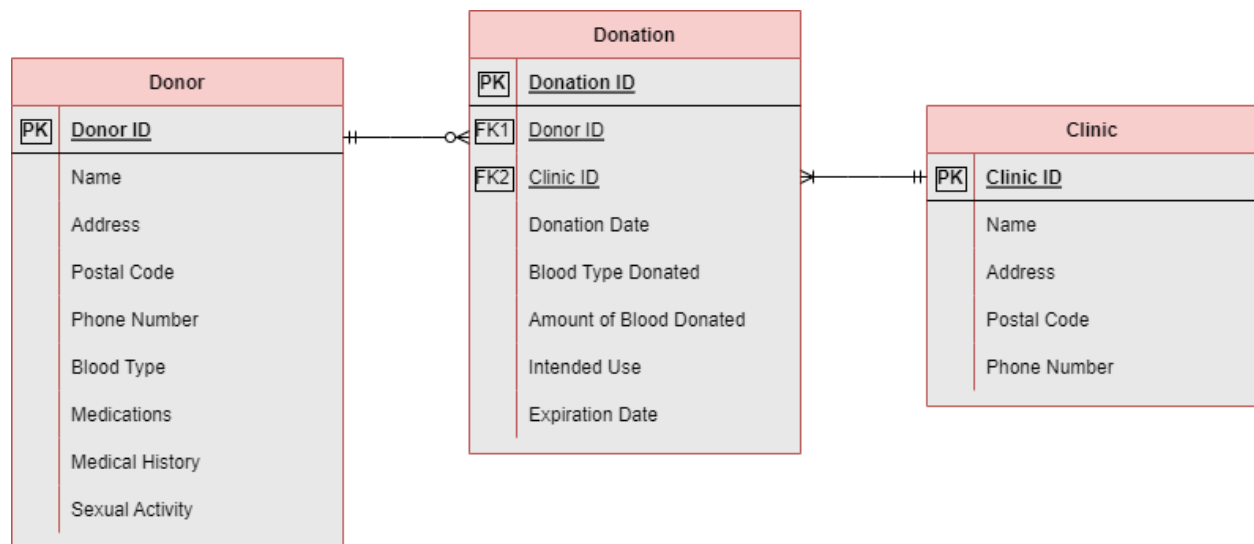 Donor
PK Donor ID
Name
Address
Postal Code
Phone Number
Blood Type
Medications
Medical History
Sexual Activity
Donation
PK Donation ID
FK1 Donor ID
FK2 Clinic ID
Donation Date
Blood Type Donated
Amount of Blood Donated
Intended Use
Expiration Date
Clinic
PK Clinic ID
Name
Address
Postal Code
Phone Number